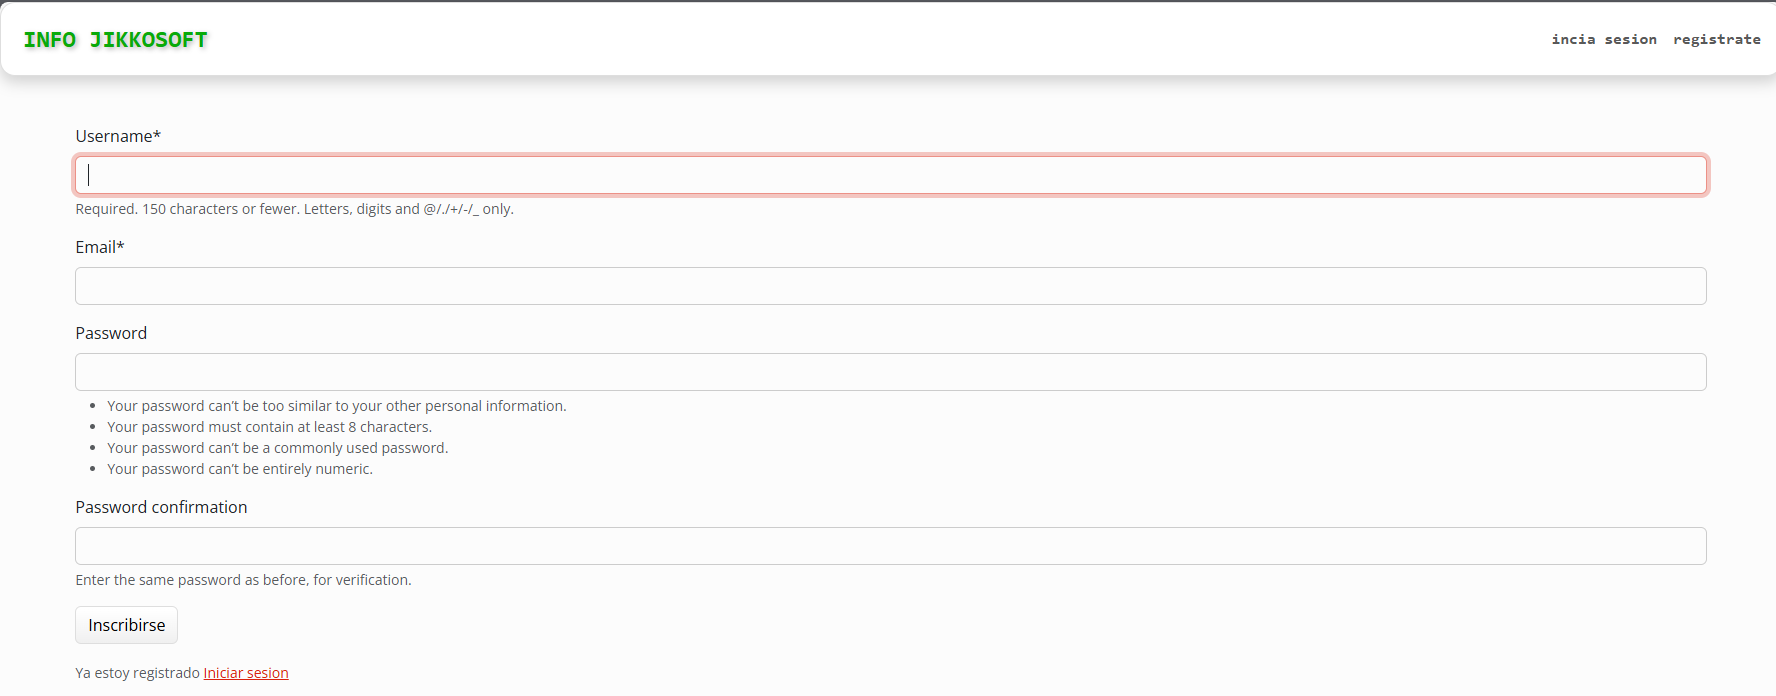 INFO JIKKOSOFT
incia sesion registrate
Username*
Required. 150 characters or fewer. Letters, digits and @/./+/-/_ only.
Email*
Password
Your password can’t be too similar to your other personal information.
Your password must contain at least 8 characters.
Your password can’t be a commonly used password.
Your password can’t be entirely numeric.
Password confirmation
Enter the same password as before, for verification.
Inscribirse
Ya estoy registrado Iniciar sesion